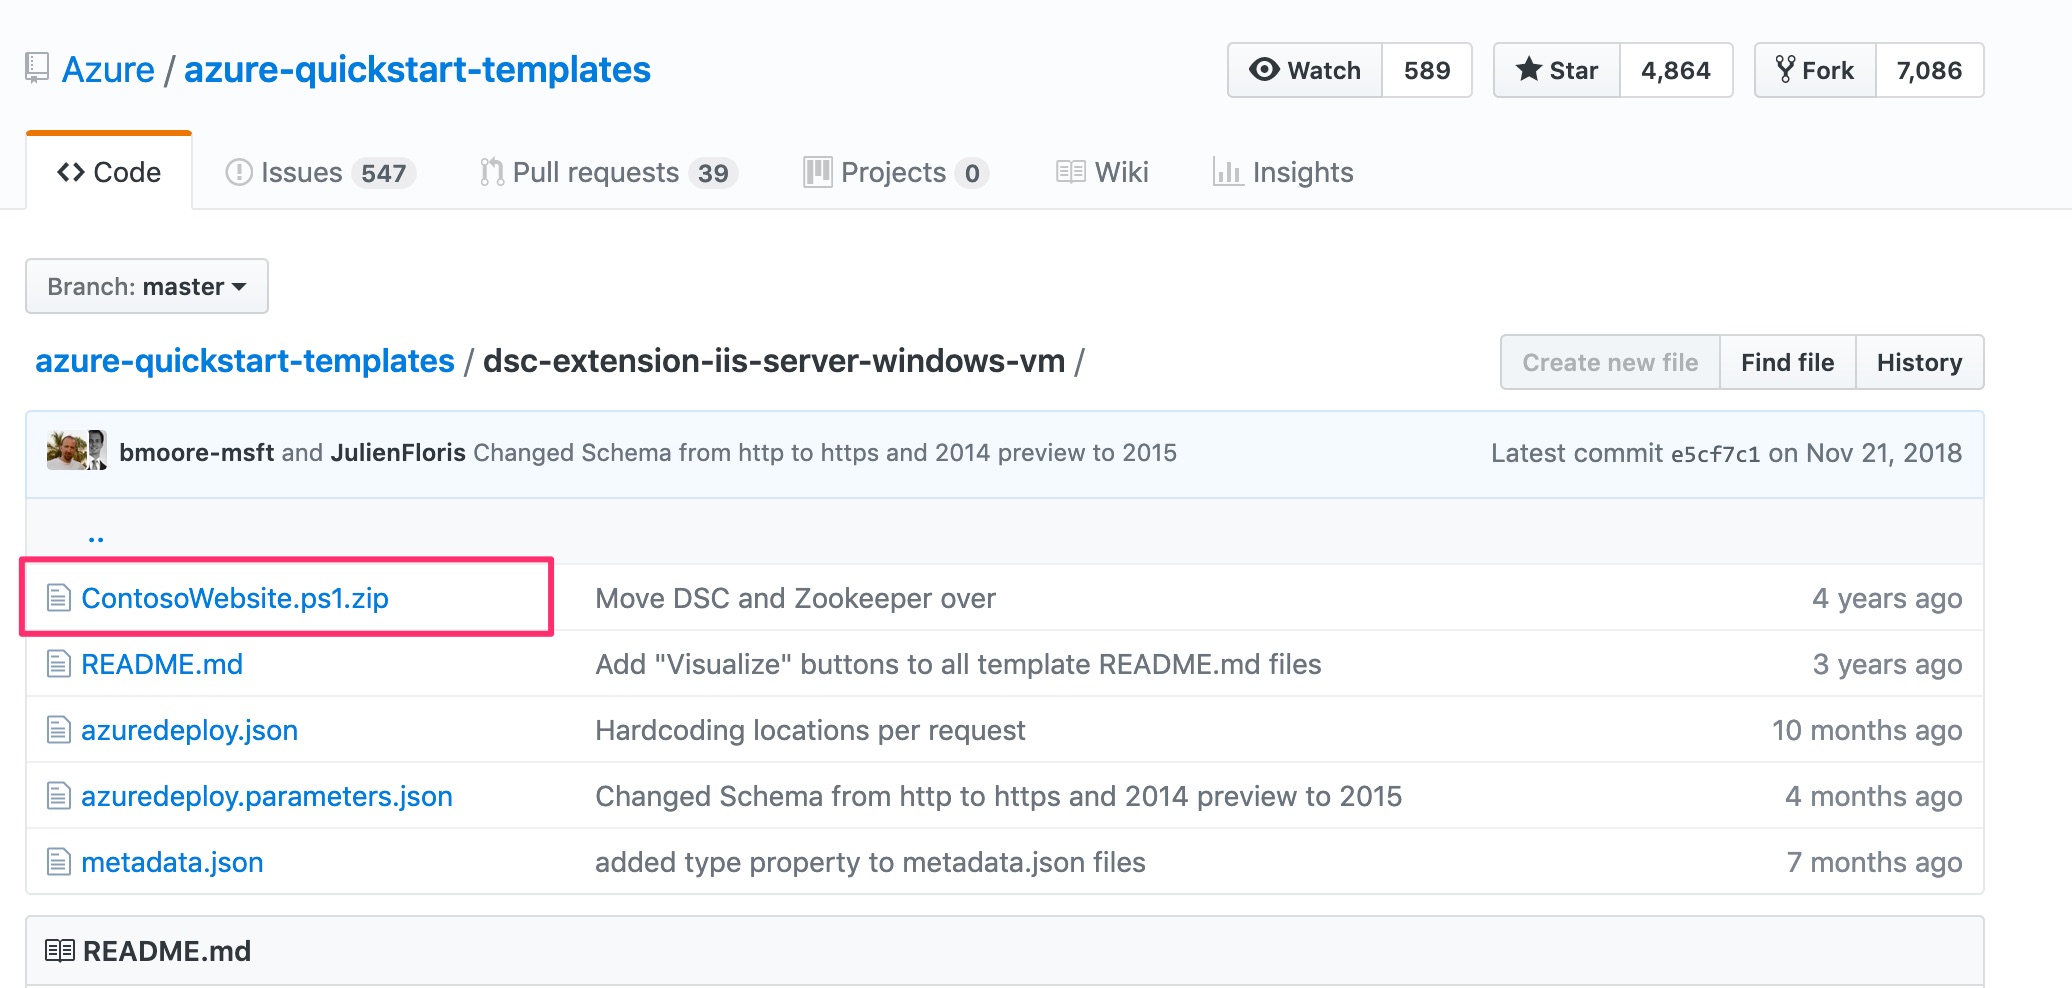 Azure / azure-quickstart-templates
Watch 589 Star 4,864 Fork 7,086
Code Issues 547 Pull requests 39 Projects 0 Wiki Insights
Branch: master
azure-quickstart-templates / dsc-extension-iis-server-windows-vm /
Create new file Find file History
bmoore-msft and JulienFloris Changed Schema from http to https and 2014 preview to 2015 Latest commit e5cf7c1 on Nov 21, 2018
..
ContosoWebsite.ps1.zip Move DSC and Zookeeper over 4 years ago
README.md Add "Visualize" buttons to all template README.md files 3 years ago
azuredeploy.json Hardcoding locations per request 10 months ago
azuredeploy.parameters.json Changed Schema from http to https and 2014 preview to 2015 4 months ago
metadata.json added type property to metadata.json files 7 months ago
README.md